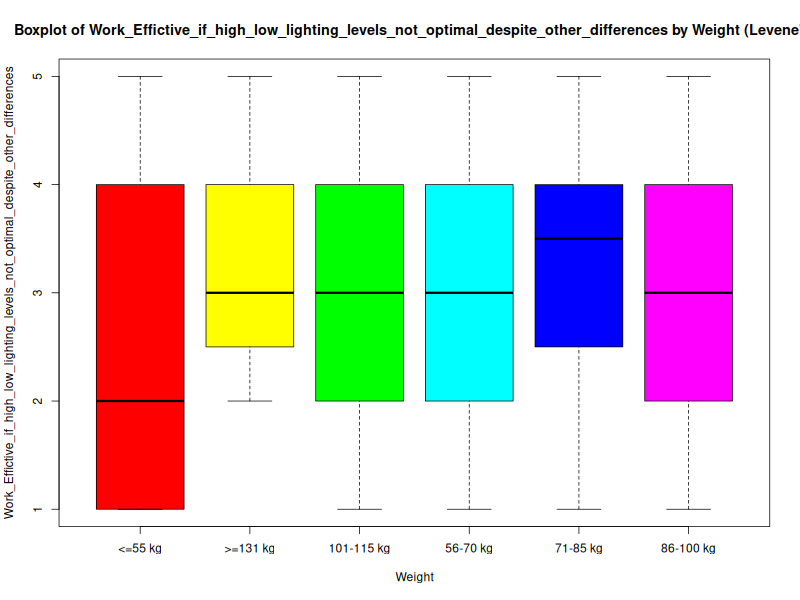 Boxplot of Work_Effictive_if_high_low_lighting_levels_not_optimal_despite_other_differences by Weight (Levene'
Work_Effictive_if_high_low_lighting_levels_not_optimal_despite_other_differences
5
4
3
2
1
<=55 kg >=131 kg 101-115 kg 56-70 kg 71-85 kg 86-100 kg
Weight